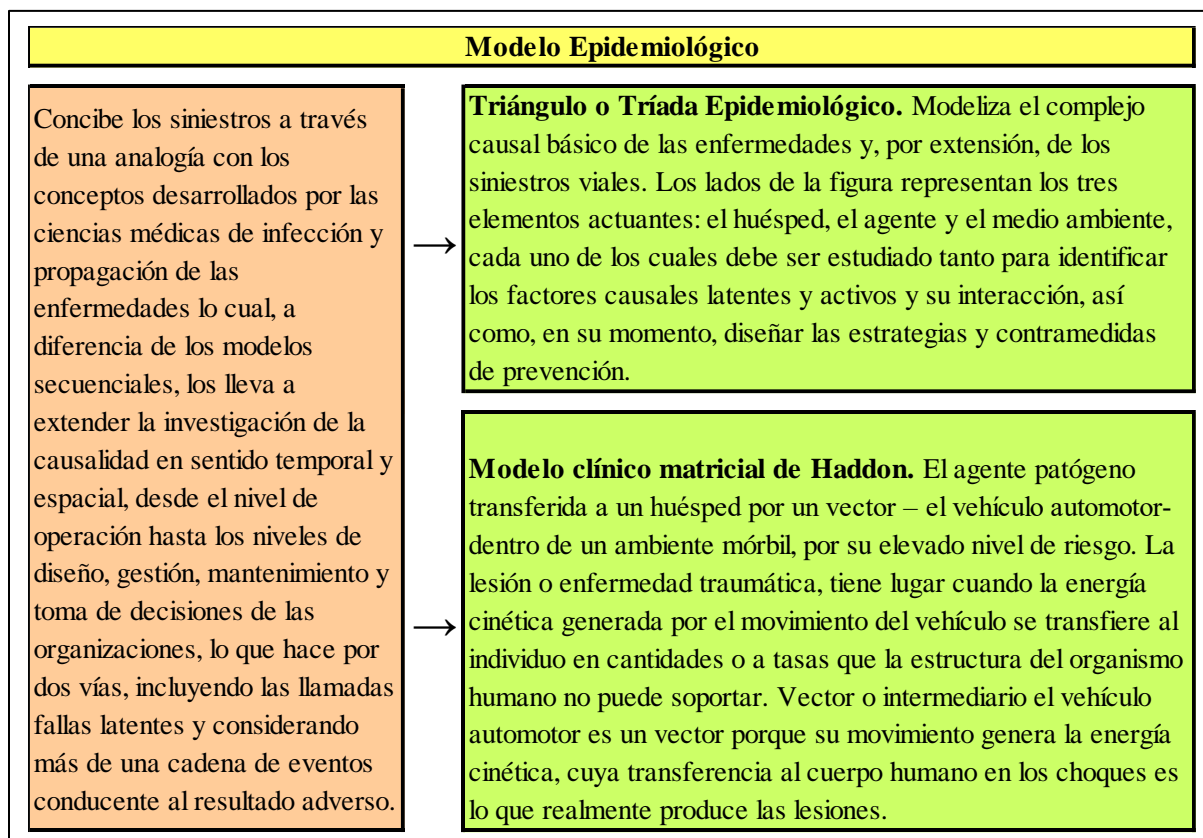 Modelo Epidemiológico
Concibe los siniestros a través
de una analogía con los
conceptos desarrollados por las
ciencias médicas de infección y
propagación de las
enfermedades lo cual, a
diferencia de los modelos
secuenciales, los lleva a
extender la investigación de la
causalidad en sentido temporal y
espacial, desde el nivel de
operación hasta los niveles de
diseño, gestión, mantenimiento y
toma de decisiones de las
organizaciones, lo que hace por
dos vías, incluyendo las llamadas
fallas latentes y considerando
más de una cadena de eventos
conducente al resultado adverso.
→
Triángulo o Tríada Epidemiológico. Modeliza el complejo
causal básico de las enfermedades y, por extensión, de los
siniestros viales. Los lados de la figura representan los tres
elementos actuantes: el huésped, el agente y el medio ambiente,
cada uno de los cuales debe ser estudiado tanto para identificar
los factores causales latentes y activos y su interacción, así
como, en su momento, diseñar las estrategias y contramedidas
de prevención.
→
Modelo clínico matricial de Haddon. El agente patógeno
transferida a un huésped por un vector – el vehículo automotor-
dentro de un ambiente mórbil, por su elevado nivel de riesgo. La
lesión o enfermedad traumática, tiene lugar cuando la energía
cinética generada por el movimiento del vehículo se transfiere al
individuo en cantidades o a tasas que la estructura del organismo
humano no puede soportar. Vector o intermediario el vehículo
automotor es un vector porque su movimiento genera la energía
cinética, cuya transferencia al cuerpo humano en los choques es
lo que realmente produce las lesiones.